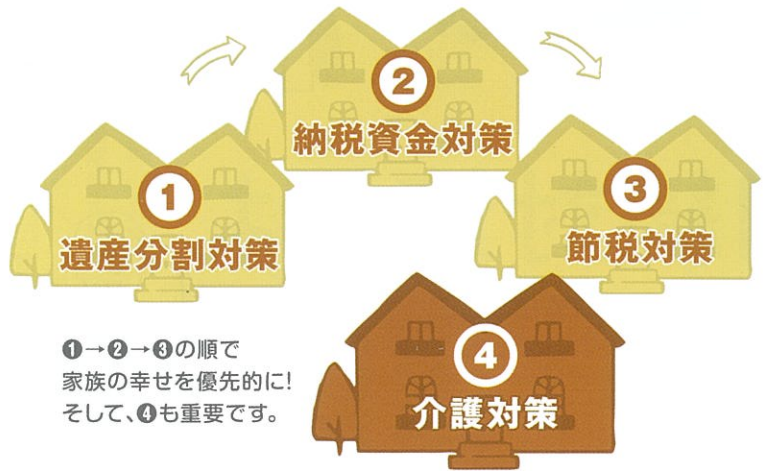 ①
遺産分割対策
②
納税資金対策
③
節税対策
④
介護対策
❶→❷→❸の順で
家族の幸せを優先的に!
そして、❹も重要です。